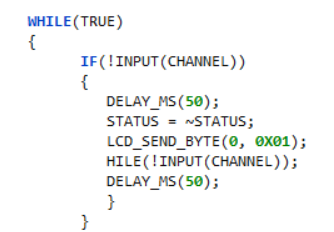 WHILE(TRUE)
{
IF(!INPUT(CHANNEL))
{
DELAY_MS(50);
STATUS = ~STATUS;
LCD_SEND_BYTE(0, 0X01);
HILE(!INPUT(CHANNEL));
DELAY_MS(50);
}
}